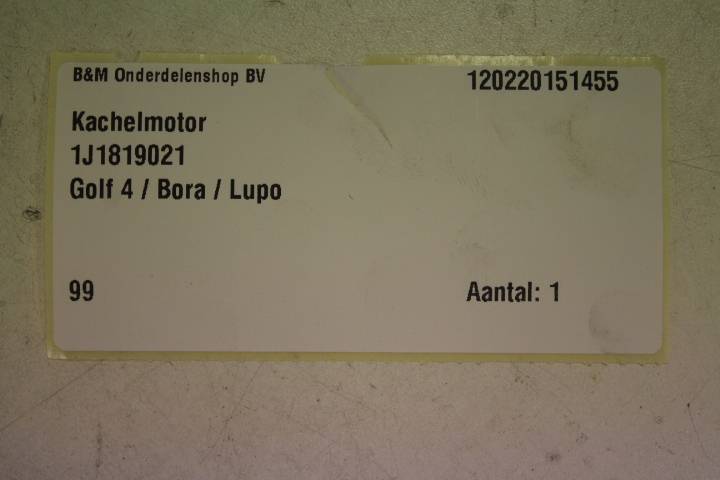 B&M Onderdelenshop BV 120220151455
Kachelmotor
1J1819021
Golf 4 / Bora / Lupo
99 Aantal: 1